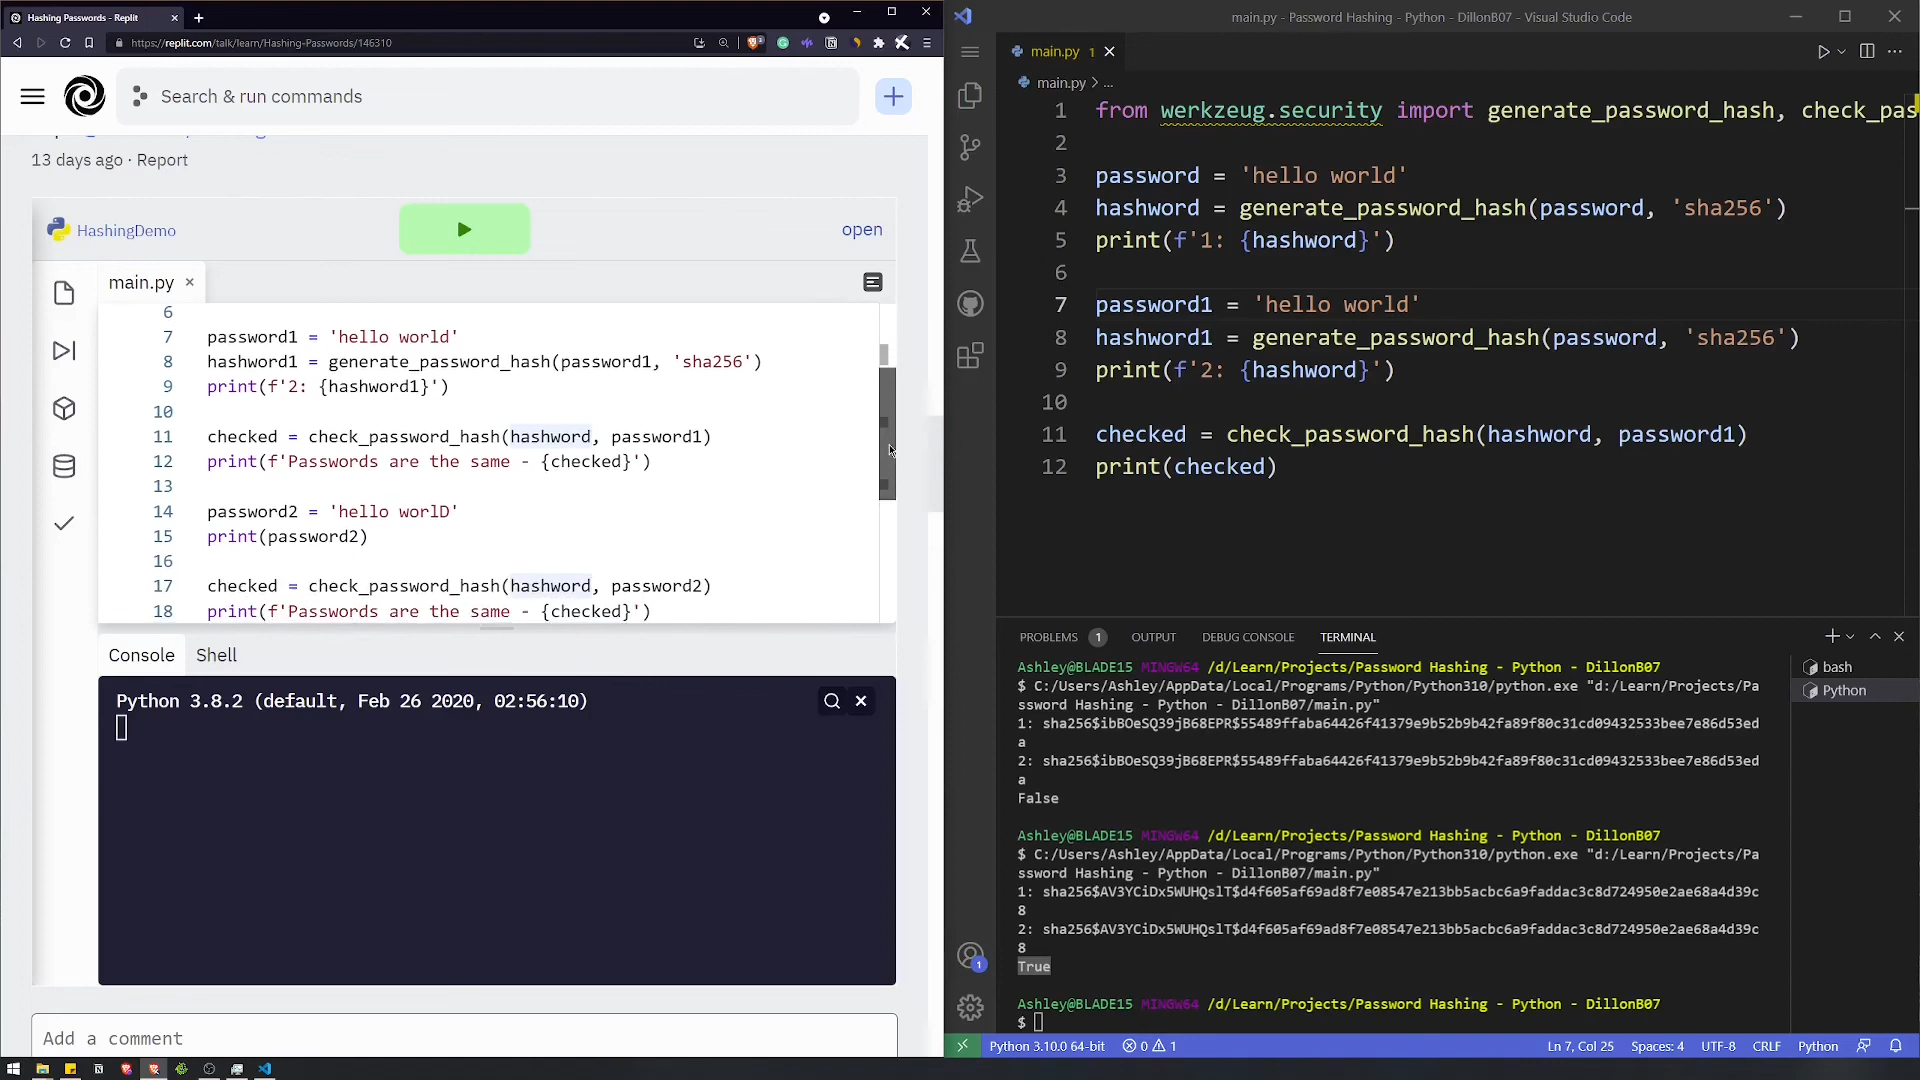 Hashing Passwords - Replit
https://replit.com/talk/learn/Hashing-Passwords/146310
Search & run commands
13 days ago · Report
HashingDemo
open
main.py
6
7 password1 = 'hello world'
8 hashword1 = generate_password_hash(password1, 'sha256')
9 print(f'2: {hashword1}')
10
11 checked = check_password_hash(hashword, password1)
12 print(f'Passwords are the same - {checked}')
13
14 password2 = 'hello worlD'
15 print(password2)
16
17 checked = check_password_hash(hashword, password2)
18 print(f'Passwords are the same - {checked}')
Console Shell
Python 3.8.2 (default, Feb 26 2020, 02:56:10)
Add a comment
main.py - Password Hashing - Python - DillonB07 - Visual Studio Code
main.py 1
main.py > ...
1 from werkzeug.security import generate_password_hash, check_pas
2
3 password = 'hello world'
4 hashword = generate_password_hash(password, 'sha256')
5 print(f'1: {hashword}')
6
7 password1 = 'hello world'
8 hashword1 = generate_password_hash(password, 'sha256')
9 print(f'2: {hashword}')
10
11 checked = check_password_hash(hashword, password1)
12 print(checked)
PROBLEMS 1 OUTPUT DEBUG CONSOLE TERMINAL
bash
Python
Ashley@BLADE15 MINGW64 /d/Learn/Projects/Password Hashing - Python - DillonB07
$ C:/Users/Ashley/AppData/Local/Programs/Python/Python310/python.exe "d:/Learn/Projects/Pa
ssword Hashing - Python - DillonB07/main.py"
1: sha256$ibBOeSQ39jB68EPR$55489ffaba64426f41379e9b52b9b42fa89f80c31cd09432533bee7e86d53ed
a
2: sha256$ibBOeSQ39jB68EPR$55489ffaba64426f41379e9b52b9b42fa89f80c31cd09432533bee7e86d53ed
a
False
Ashley@BLADE15 MINGW64 /d/Learn/Projects/Password Hashing - Python - DillonB07
$ C:/Users/Ashley/AppData/Local/Programs/Python/Python310/python.exe "d:/Learn/Projects/Pa
ssword Hashing - Python - DillonB07/main.py"
1: sha256$AV3YCiDx5WUHQslT$d4f605af69ad8f7e08547e213bb5acbc6a9faddac3c8d724950e2ae68a4d39c
8
2: sha256$AV3YCiDx5WUHQslT$d4f605af69ad8f7e08547e213bb5acbc6a9faddac3c8d724950e2ae68a4d39c
8
True
Ashley@BLADE15 MINGW64 /d/Learn/Projects/Password Hashing - Python - DillonB07
$
1
Python 3.10.0 64-bit 0 1 Ln 7, Col 25 Spaces: 4 UTF-8 CRLF Python